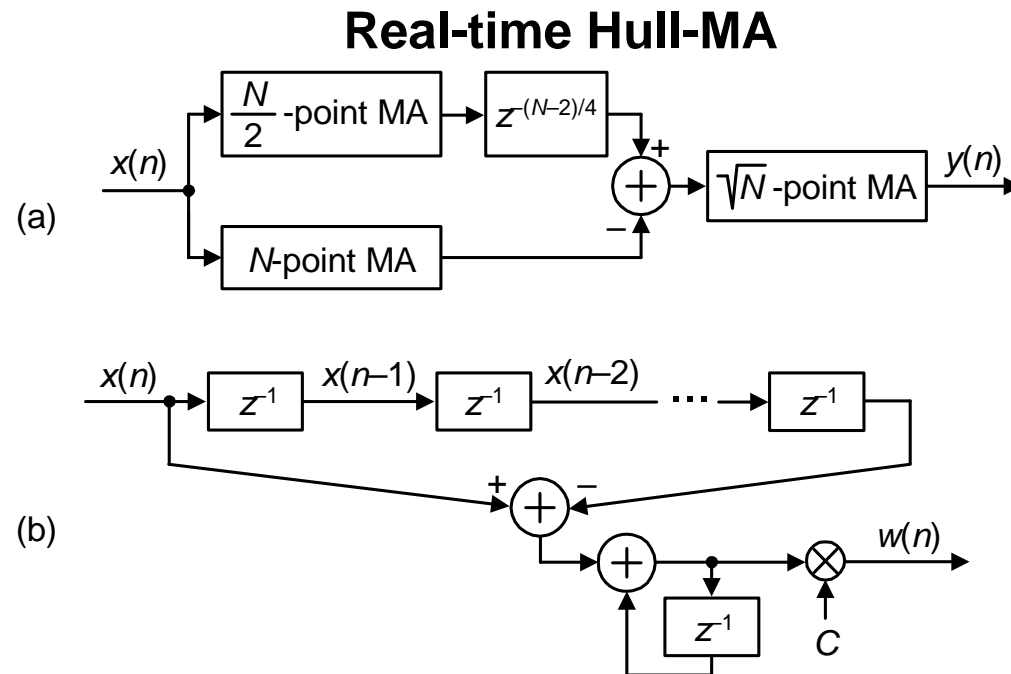 Real-time Hull-MA
(a)
x(n)
N/2 -point MA
z^–(N–2)/4
+
+
–
N-point MA
√N -point MA
y(n)
(b)
x(n)
z^–1
x(n–1)
z^–1
x(n–2)
...
z^–1
+
–
+
+
z^–1
C
w(n)